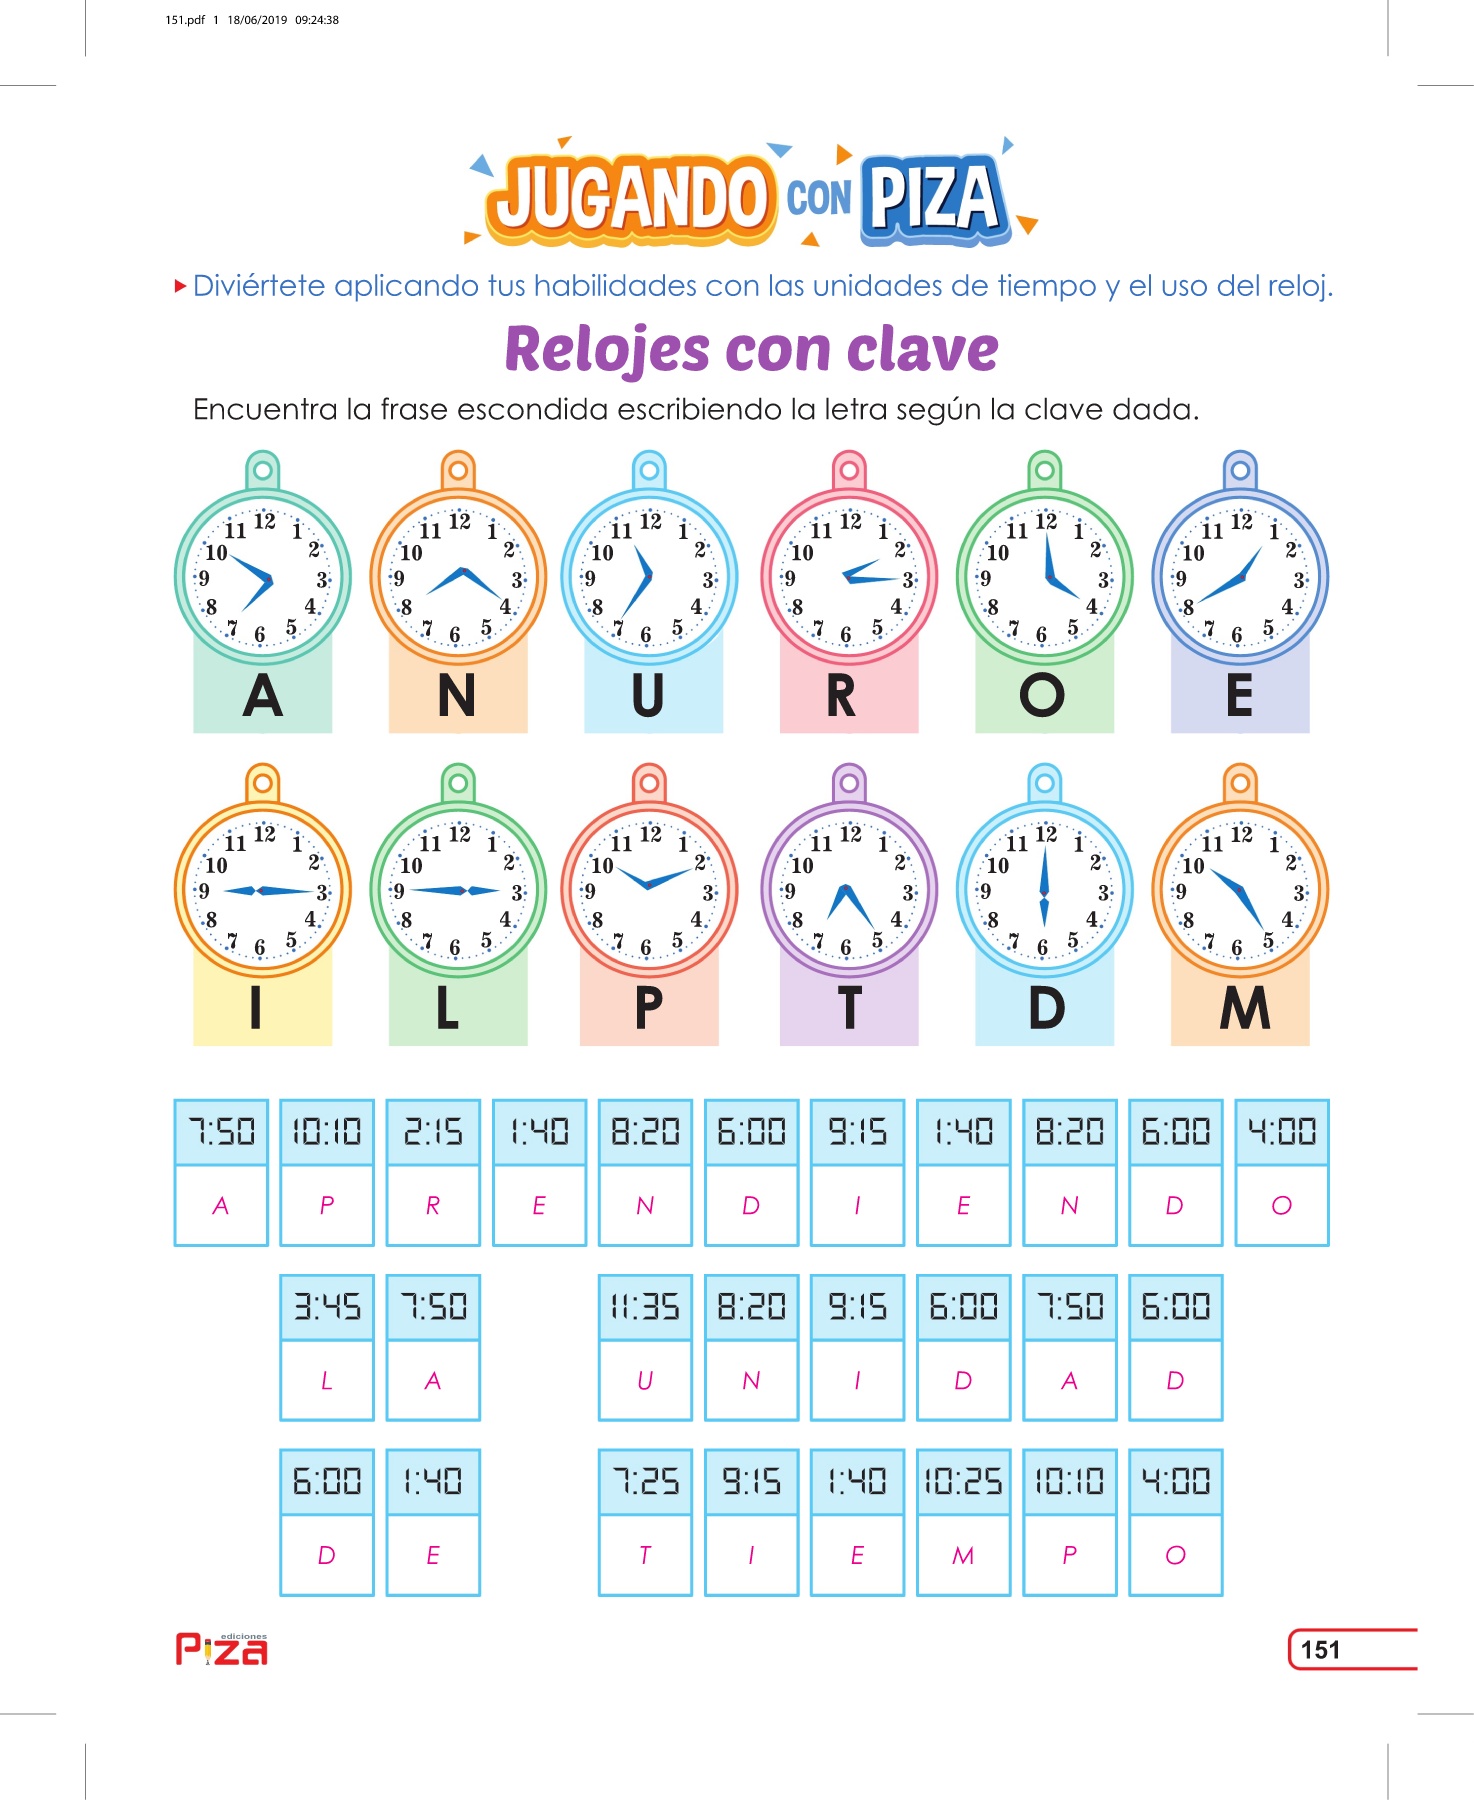 151.pdf 1 18/06/2019 09:24:38
JUGANDO CON PIZA
Diviértete aplicando tus habilidades con las unidades de tiempo y el uso del reloj.
Relojes con clave
Encuentra la frase escondida escribiendo la letra según la clave dada.
12 1 2 3 4 5 6 7 8 9 10 11
12 1 2 3 4 5 6 7 8 9 10 11
12 1 2 3 4 5 6 7 8 9 10 11
12 1 2 3 4 5 6 7 8 9 10 11
12 1 2 3 4 5 6 7 8 9 10 11
12 1 2 3 4 5 6 7 8 9 10 11
A N U R O E
12 1 2 3 4 5 6 7 8 9 10 11
12 1 2 3 4 5 6 7 8 9 10 11
12 1 2 3 4 5 6 7 8 9 10 11
12 1 2 3 4 5 6 7 8 9 10 11
12 1 2 3 4 5 6 7 8 9 10 11
12 1 2 3 4 5 6 7 8 9 10 11
I L P T D M
7:50 10:10 2:15 1:40 8:20 6:00 9:15 1:40 8:20 6:00 4:00
A P R E N D I E N D O
3:45 7:50 11:35 8:20 9:15 6:00 7:50 6:00
L A U N I D A D
6:00 1:40 7:25 9:15 1:40 10:25 10:10 4:00
D E T I E M P O
ediciones
Piza
151